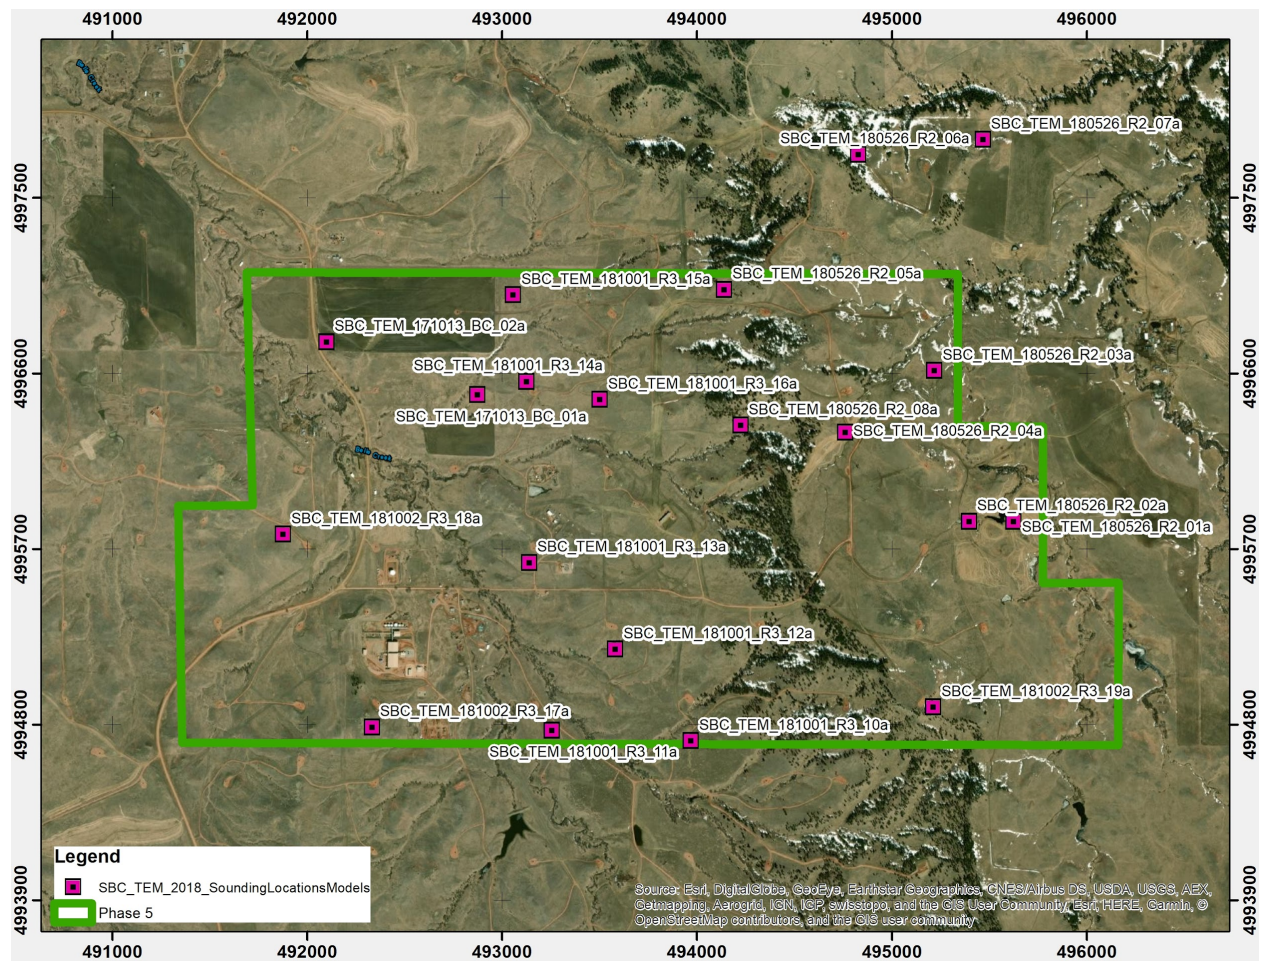 491000 492000 493000 494000 495000 496000
Belle Creek
SBC_TEM_180526_R2_07a
SBC_TEM_180526_R2_06a
4997500 4997500
SBC_TEM_181001_R3_15a
SBC_TEM_180526_R2_05a
SBC_TEM_171013_BC_02a
SBC_TEM_180526_R2_03a
SBC_TEM_181001_R3_14a
4996600 4996600
SBC_TEM_181001_R3_16a
SBC_TEM_171013_BC_01a
SBC_TEM_180526_R2_08a
SBC_TEM_180526_R2_04a
Belle Creek
SBC_TEM_180526_R2_02a
SBC_TEM_181002_R3_18a
SBC_TEM_180526_R2_01a
4995700 4995700
SBC_TEM_181001_R3_13a
SBC_TEM_181001_R3_12a
SBC_TEM_181002_R3_19a
SBC_TEM_181002_R3_17a
4994800 4994800
SBC_TEM_181001_R3_10a
SBC_TEM_181001_R3_11a
Legend
SBC_TEM_2018_SoundingLocationsModels
Phase 5
4993900 4993900
Source: Esri, DigitalGlobe, GeoEye, Earthstar Geographics, CNES/Airbus DS, USDA, USGS, AEX,
Getmapping, Aerogrid, IGN, IGP, swisstopo, and the GIS User Community, Esri, HERE, Garmin, ©
OpenStreetMap contributors, and the GIS user community
491000 492000 493000 494000 495000 496000